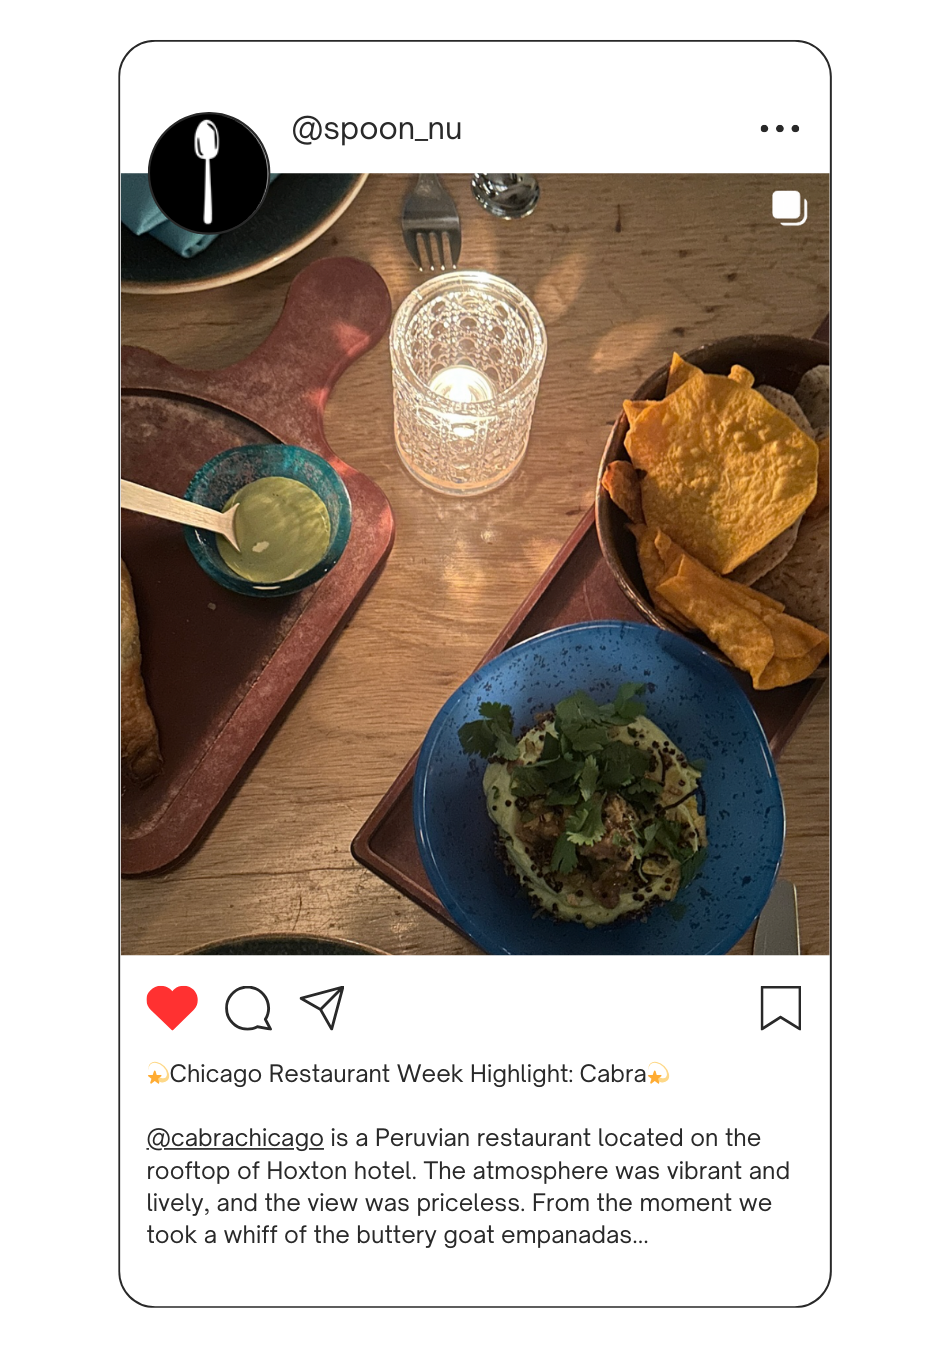 @spoon_nu
💫Chicago Restaurant Week Highlight: Cabra💫
@cabrachicago is a Peruvian restaurant located on the
rooftop of Hoxton hotel. The atmosphere was vibrant and
lively, and the view was priceless. From the moment we
took a whiff of the buttery goat empanadas...